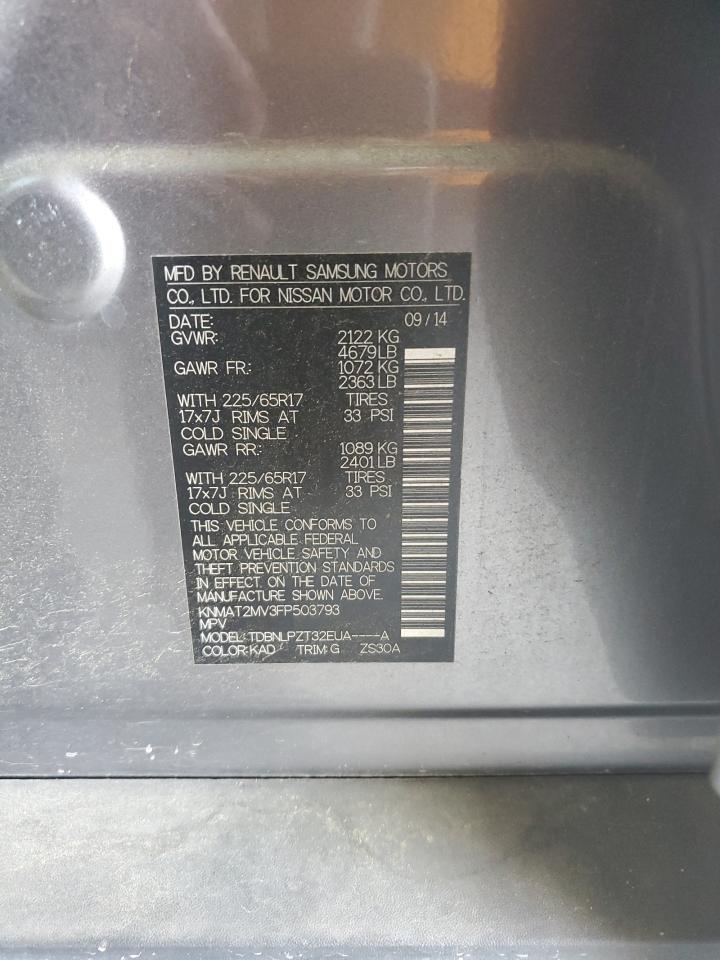 MFD BY RENAULT SAMSUNG MOTORS
CO., LTD. FOR NISSAN MOTOR CO., LTD.
DATE: 09/14
GVWR: 2122 KG
4679 LB
GAWR FR: 1072 KG
2363 LB
WITH 225/65R17 TIRES
17x7J RIMS AT 33 PSI
COLD SINGLE
GAWR RR: 1089 KG
2401 LB
WITH 225/65R17 TIRES
17x7J RIMS AT 33 PSI
COLD SINGLE
THIS VEHICLE CONFORMS TO
ALL APPLICABLE FEDERAL
MOTOR VEHICLE SAFETY AND
THEFT PREVENTION STANDARDS
IN EFFECT ON THE DATE OF
MANUFACTURE SHOWN ABOVE.
KNMAT2MV3FP503793
MPV
MODEL: TDBNLPZT32EUA----A
COLOR: KAD TRIM: G ZS30A